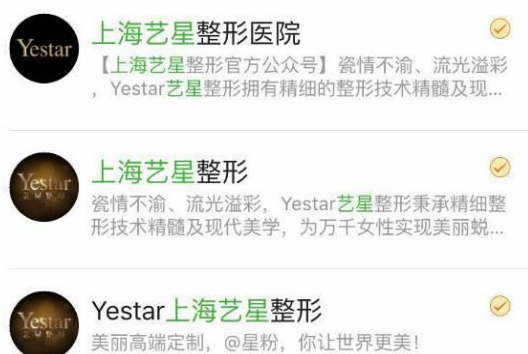 Yestar
上海艺星整形医院
【上海艺星整形官方公众号】瓷情不渝、流光溢彩
，Yestar艺星整形拥有精细的整形技术精髓及现...
Yestar
上海艺星整形
瓷情不渝、流光溢彩，Yestar艺星整形秉承精细整
形技术精髓及现代美学，为万千女性实现美丽蜕...
Yestar
Yestar上海艺星整形
美丽高端定制，@星粉，你让世界更美！